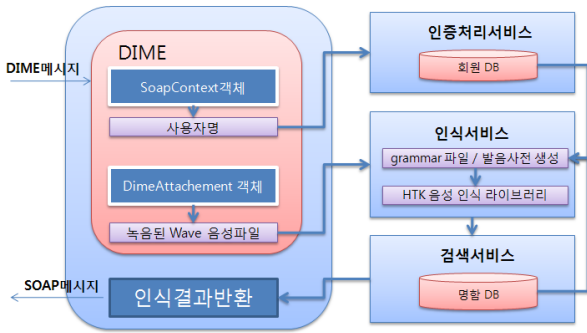 DIME
DIME메시지
SoapContext객체
사용자명
DimeAttachement 객체
녹음된 Wave 음성파일
SOAP메시지
인식결과반환
인증처리서비스
회원 DB
인식서비스
grammar 파일 / 발음사전 생성
HTK 음성 인식 라이브러리
검색서비스
명함 DB